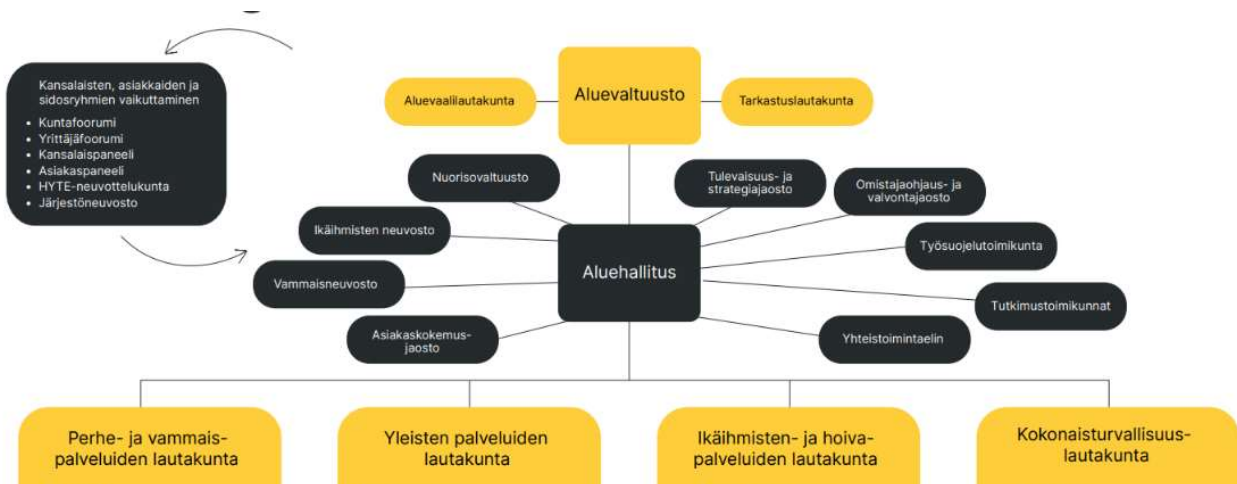 Kansalaisten, asiakkaiden ja
sidosryhmien vaikuttaminen
• Kuntafoorumi
• Yrittäjäfoorumi
• Kansalaispaneeli
• Asiakaspaneeli
• HYTE-neuvottelukunta
• Järjestöneuvosto
Aluevaalilautakunta
Aluevaltuusto
Tarkastuslautakunta
Nuorisovaltuusto
Tulevaisuus- ja
strategiajaosto
Omistajaohjaus- ja
valvontajaosto
Ikäihmisten neuvosto
Aluehallitus
Työsuojelutoimikunta
Vammaisneuvosto
Tutkimustoimikunnat
Asiakaskokemus-
jaosto
Yhteistoimintaelin
Perhe- ja vammais-
palveluiden lautakunta
Yleisten palveluiden
lautakunta
Ikäihmisten- ja hoiva-
palveluiden lautakunta
Kokonaisturvallisuus-
lautakunta